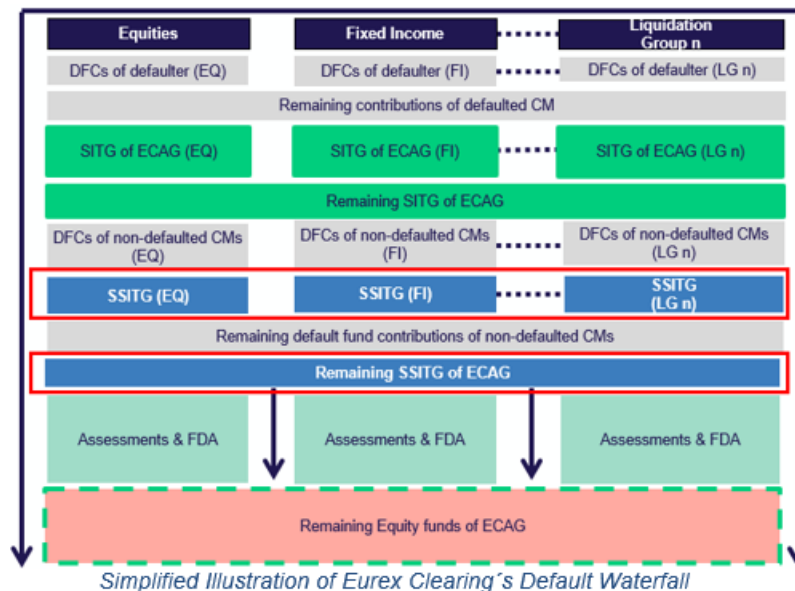 Equities Fixed Income Liquidation
Group n
DFCs of defaulter (EQ) DFCs of defaulter (FI) DFCs of defaulter (LG n)
Remaining contributions of defaulted CM
SITG of ECAG (EQ) SITG of ECAG (FI) SITG of ECAG (LG n)
Remaining SITG of ECAG
DFCs of non-defaulted CMs
(EQ)
DFCs of non-defaulted CMs
(FI)
DFCs of non-defaulted CMs
(LG n)
SSITG (EQ) SSITG (FI) SSITG
(LG n)
Remaining default fund contributions of non-defaulted CMs
Remaining SSITG of ECAG
Assessments & FDA Assessments & FDA Assessments & FDA
Remaining Equity funds of ECAG
Simplified Illustration of Eurex Clearing´s Default Waterfall